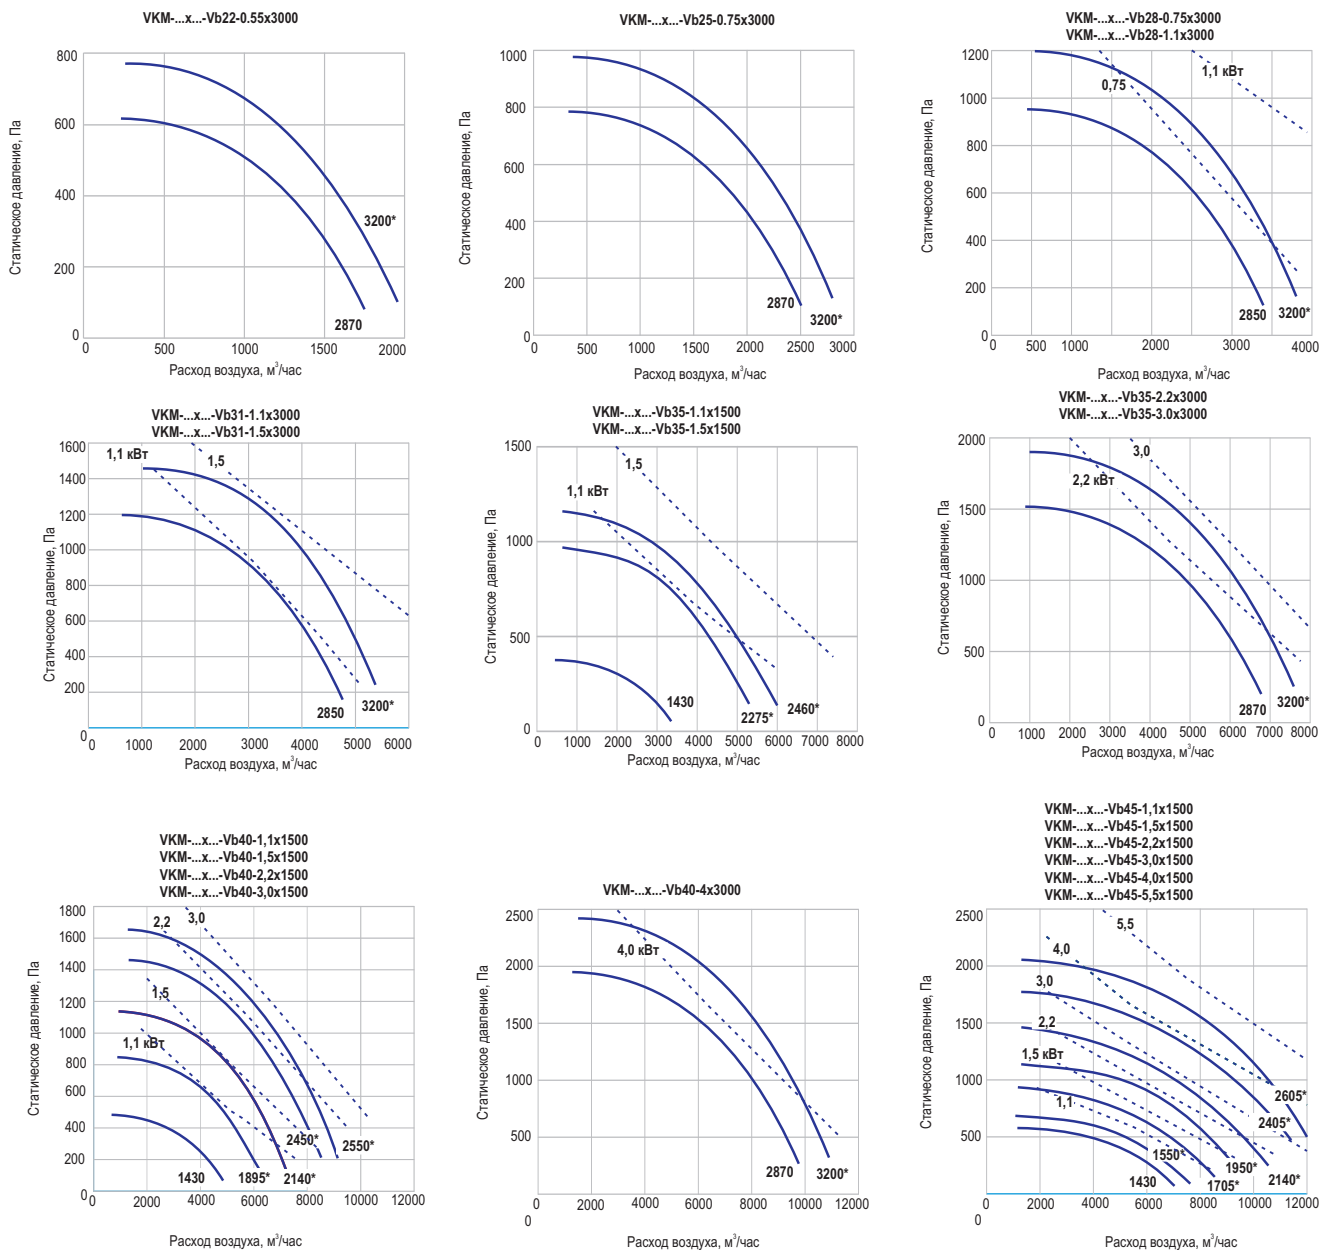 VKM-...x...-Vb22-0.55x3000
800
600
400
200
0
0 500 1000 1500 2000
3200*
2870
Статическое давление, Па
Расход воздуха, м³/час
VKM-...x...-Vb25-0.75x3000
1000
800
600
400
200
0
0 500 1000 1500 2000 2500 3000
2870
3200*
Статическое давление, Па
Расход воздуха, м³/час
VKM-...x...-Vb28-0.75x3000
VKM-...x...-Vb28-1.1x3000
1200
1000
800
600
400
200
0
0 500 1000 2000 3000 4000
0,75
1,1 кВт
2850
3200*
Статическое давление, Па
Расход воздуха, м³/час
VKM-...x...-Vb31-1.1x3000
VKM-...x...-Vb31-1.5x3000
1600
1400
1200
1000
800
600
400
200
0
0 1000 2000 3000 4000 5000 6000
1,1 кВт
1,5
2850
3200*
Статическое давление, Па
Расход воздуха, м³/час
VKM-...x...-Vb35-1.1x1500
VKM-...x...-Vb35-1.5x1500
1500
1000
500
0
0 1000 2000 3000 4000 5000 6000 7000 8000
1,5
1,1 кВт
1430
2275*
2460*
Статическое давление, Па
Расход воздуха, м³/час
VKM-...x...-Vb35-2.2x3000
VKM-...x...-Vb35-3.0x3000
2000
1500
1000
500
0
0 1000 2000 3000 4000 5000 6000 7000 8000
3,0
2,2 кВт
2870
3200*
Статическое давление, Па
Расход воздуха, м³/час
VKM-...x...-Vb40-1,1x1500
VKM-...x...-Vb40-1,5x1500
VKM-...x...-Vb40-2,2x1500
VKM-...x...-Vb40-3,0x1500
1800
1600
1400
1200
1000
800
600
400
200
0
0 2000 4000 6000 8000 10000 12000
2,2
3,0
1,5
1,1 кВт
1430
1895*
2140*
2450*
2550*
Статическое давление, Па
Расход воздуха, м³/час
VKM-...x...-Vb40-4x3000
2500
2000
1500
1000
500
0
0 2000 4000 6000 8000 10000 12000
4,0 кВт
2870
3200*
Статическое давление, Па
Расход воздуха, м³/час
VKM-...x...-Vb45-1,1x1500
VKM-...x...-Vb45-1,5x1500
VKM-...x...-Vb45-2,2x1500
VKM-...x...-Vb45-3,0x1500
VKM-...x...-Vb45-4,0x1500
VKM-...x...-Vb45-5,5x1500
2500
2000
1500
1000
500
0
0 2000 4000 6000 8000 10000 12000
5,5
4,0
3,0
2,2
1,5 кВт
1,1
1430
1550*
1705*
1950*
2140*
2405*
2605*
Статическое давление, Па
Расход воздуха, м³/час